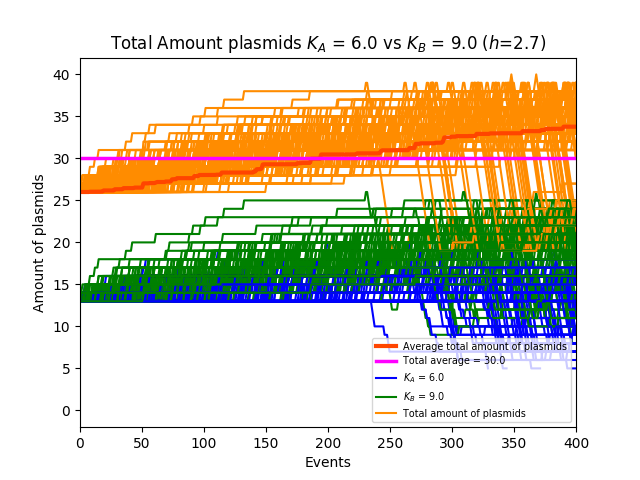 Total Amount plasmids K_A = 6.0 vs K_B = 9.0 (h=2.7)
40
35
30
25
20
15
10
5
0
Amount of plasmids
Average total amount of plasmids
Total average = 30.0
K_A = 6.0
K_B = 9.0
Total amount of plasmids
0 50 100 150 200 250 300 350 400
Events